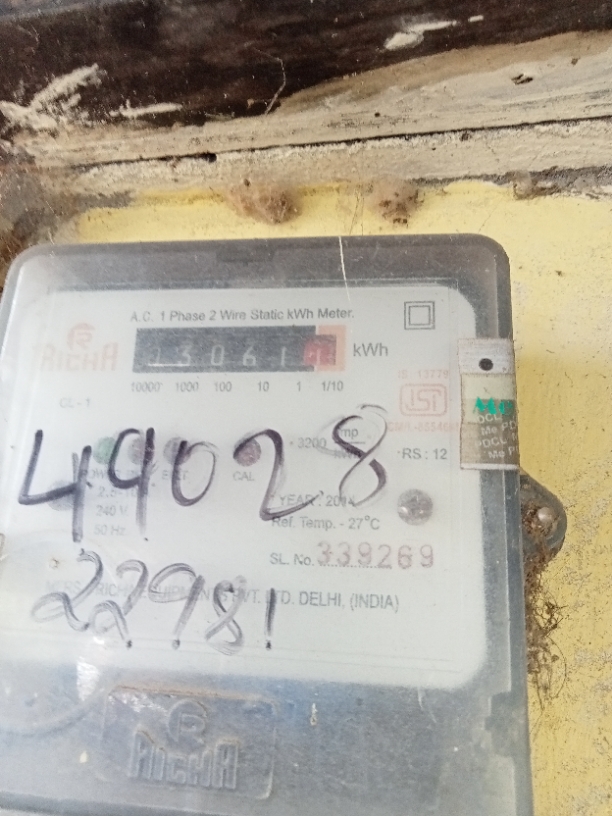 A.C. 1 Phase 2 Wire Static kWh Meter.
RICHA
13061
kWh
10000 1000 100 10 1 1/10
IS: 13779
ISI
CL - 1
49028
3200
CAL
RS : 12
240 V
50 Hz
YEAR : 2014
Ref. Temp. - 27°C
SL. No. 339269
22981
LTD. DELHI, (INDIA)
RICHA